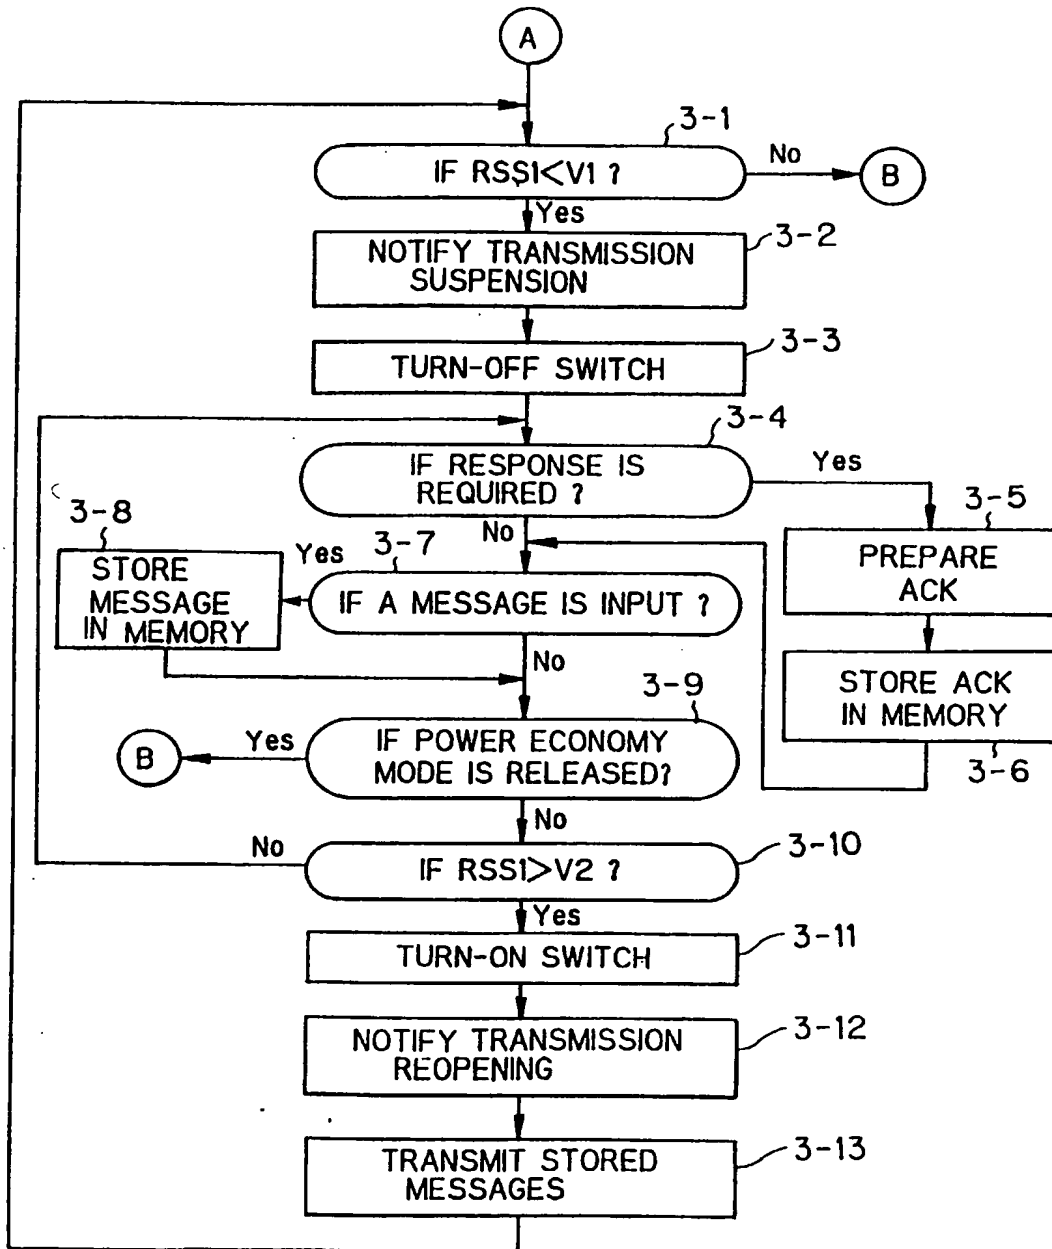 A
3-1
IF RSS1<V1 ?
No
B
Yes
3-2
NOTIFY TRANSMISSION
SUSPENSION
3-3
TURN-OFF SWITCH
3-4
IF RESPONSE IS
REQUIRED ?
Yes
No
3-5
PREPARE
ACK
3-8
STORE
MESSAGE
IN MEMORY
Yes
3-7
IF A MESSAGE IS INPUT ?
No
STORE ACK
IN MEMORY
3-6
3-9
B
Yes
IF POWER ECONOMY
MODE IS RELEASED?
No
No
3-10
IF RSS1>V2 ?
Yes
3-11
TURN-ON SWITCH
3-12
NOTIFY TRANSMISSION
REOPENING
3-13
TRANSMIT STORED
MESSAGES